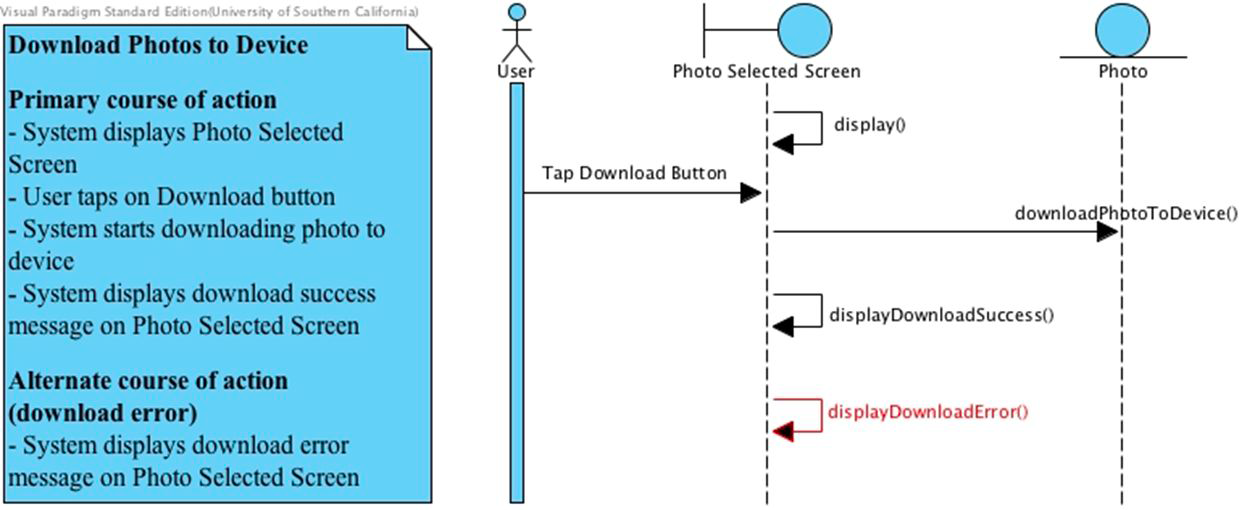 Visual Paradigm Standard Edition(University of Southern California)
Download Photos to Device
Primary course of action
- System displays Photo Selected
Screen
- User taps on Download button
- System starts downloading photo to
device
- System displays download success
message on Photo Selected Screen
Alternate course of action
(download error)
- System displays download error
message on Photo Selected Screen
User
Photo Selected Screen
Photo
display()
Tap Download Button
downloadPhotoToDevice()
displayDownloadSuccess()
displayDownloadError()